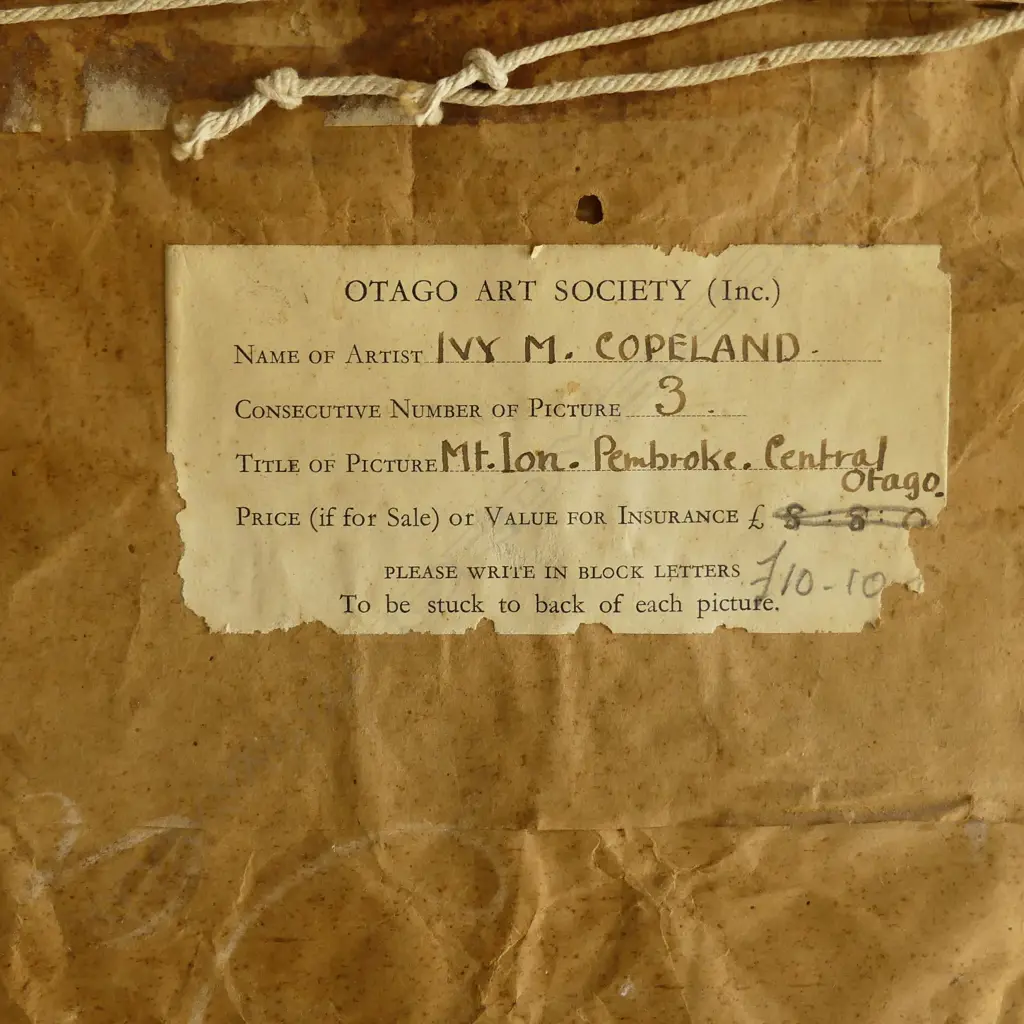 OTAGO ART SOCIETY (Inc.)
NAME OF ARTIST IVY M. COPELAND.
CONSECUTIVE NUMBER OF PICTURE 3.
TITLE OF PICTURE Mt. Ion. Pembroke. Central
Otago.
PRICE (if for Sale) or VALUE FOR INSURANCE £ 8:8:0
PLEASE WRITE IN BLOCK LETTERS £10-10
To be stuck to back of each picture.